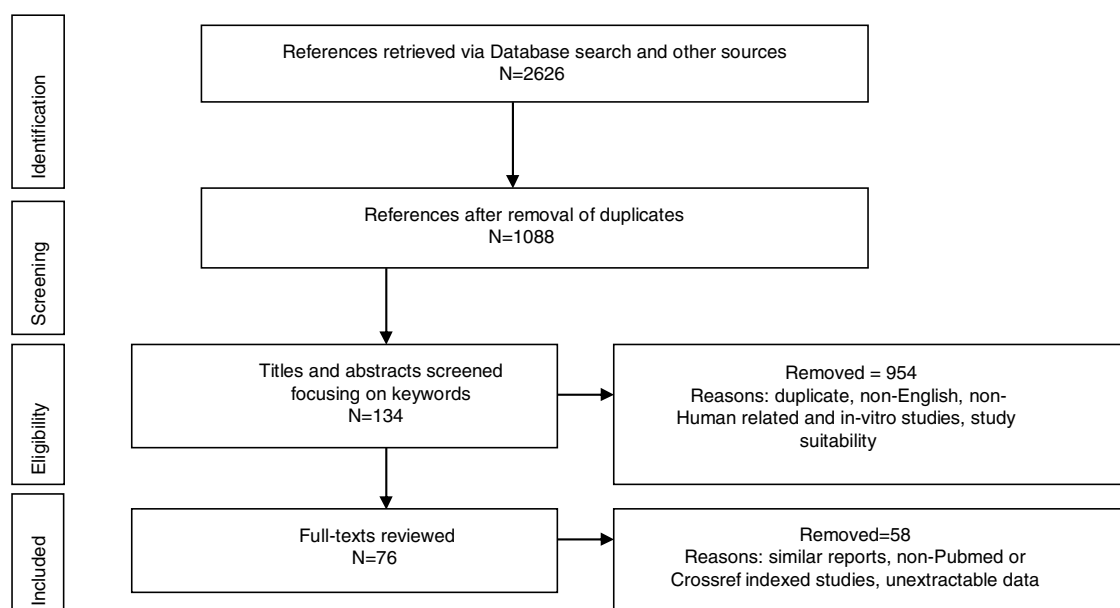 Identification
References retrieved via Database search and other sources
N=2626
Screening
References after removal of duplicates
N=1088
Eligibility
Titles and abstracts screened
focusing on keywords
N=134
Removed = 954
Reasons: duplicate, non-English, non-
Human related and in-vitro studies, study
suitability
Included
Full-texts reviewed
N=76
Removed=58
Reasons: similar reports, non-Pubmed or
Crossref indexed studies, unextractable data